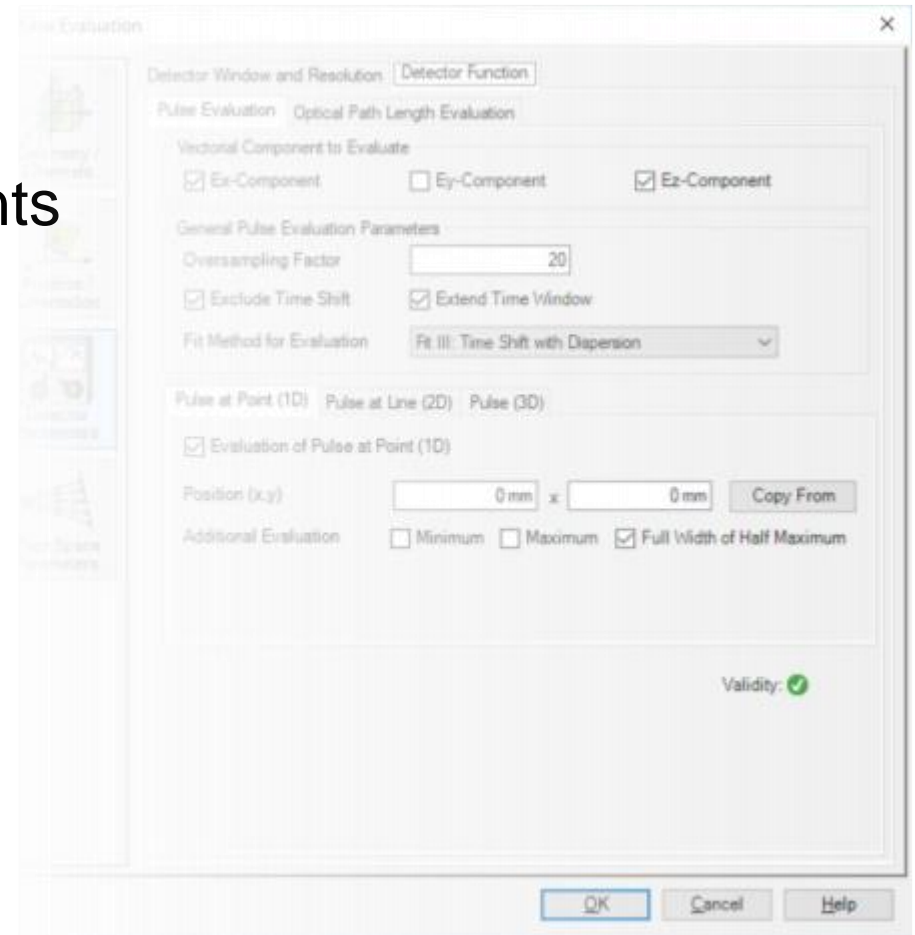 Evaluation
Detector Window and Resolution Detector Function
Pulse Evaluation Optical Path Length Evaluation
Vectorial Component to Evaluate
Ex-Component Ey-Component Ez-Component
nts
General Pulse Evaluation Parameters
Oversampling Factor 20
Exclude Time Shift Extend Time Window
Fit Method for Evaluation Fit III: Time Shift with Dispersion
Pulse at Point (1D) Pulse at Line (2D) Pulse (3D)
Evaluation of Pulse at Point (1D)
Position (x,y) 0 mm x 0 mm Copy From
Additional Evaluation Minimum Maximum Full Width of Half Maximum
Validity:
OK Cancel Help